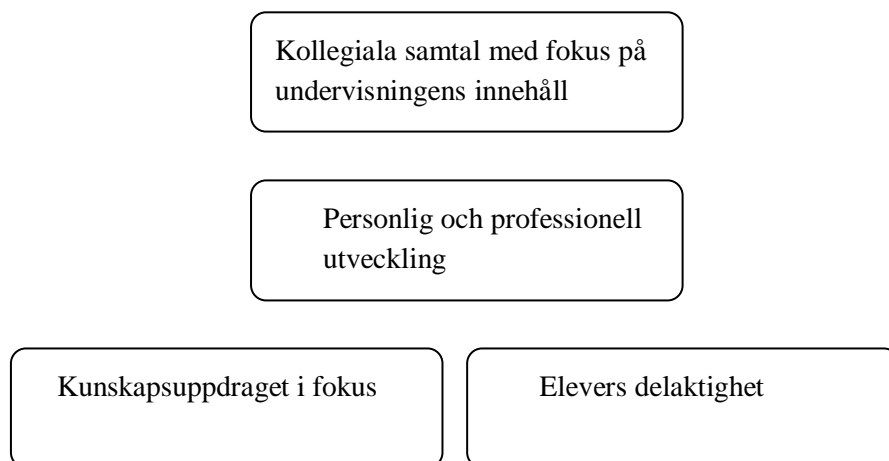 Kollegiala samtal med fokus på
undervisningens innehåll
Personlig och professionell
utveckling
Kunskapsuppdraget i fokus
Elevers delaktighet